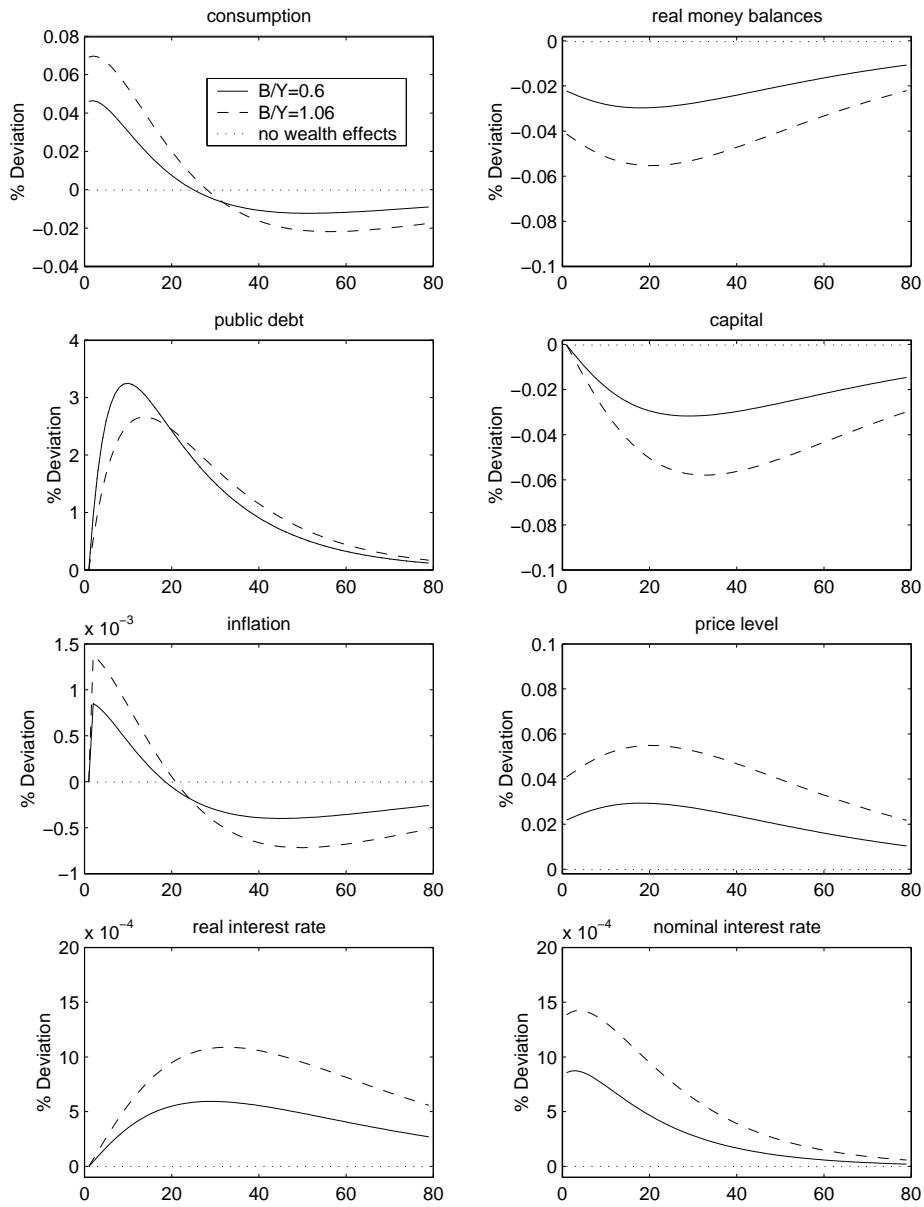 consumption
0.08
0.06
0.04
0.02
0
−0.02
−0.04
% Deviation
B/Y=0.6
B/Y=1.06
no wealth effects
0 20 40 60 80
real money balances
0
−0.02
−0.04
−0.06
−0.08
−0.1
% Deviation
0 20 40 60 80
public debt
4
3
2
1
0
% Deviation
0 20 40 60 80
capital
0
−0.02
−0.04
−0.06
−0.08
−0.1
% Deviation
0 20 40 60 80
x 10⁻³
inflation
1.5
1
0.5
0
−0.5
−1
% Deviation
0 20 40 60 80
price level
0.1
0.08
0.06
0.04
0.02
0
% Deviation
0 20 40 60 80
x 10⁻⁴
real interest rate
20
15
10
5
0
% Deviation
0 20 40 60 80
x 10⁻⁴
nominal interest rate
20
15
10
5
0
% Deviation
0 20 40 60 80